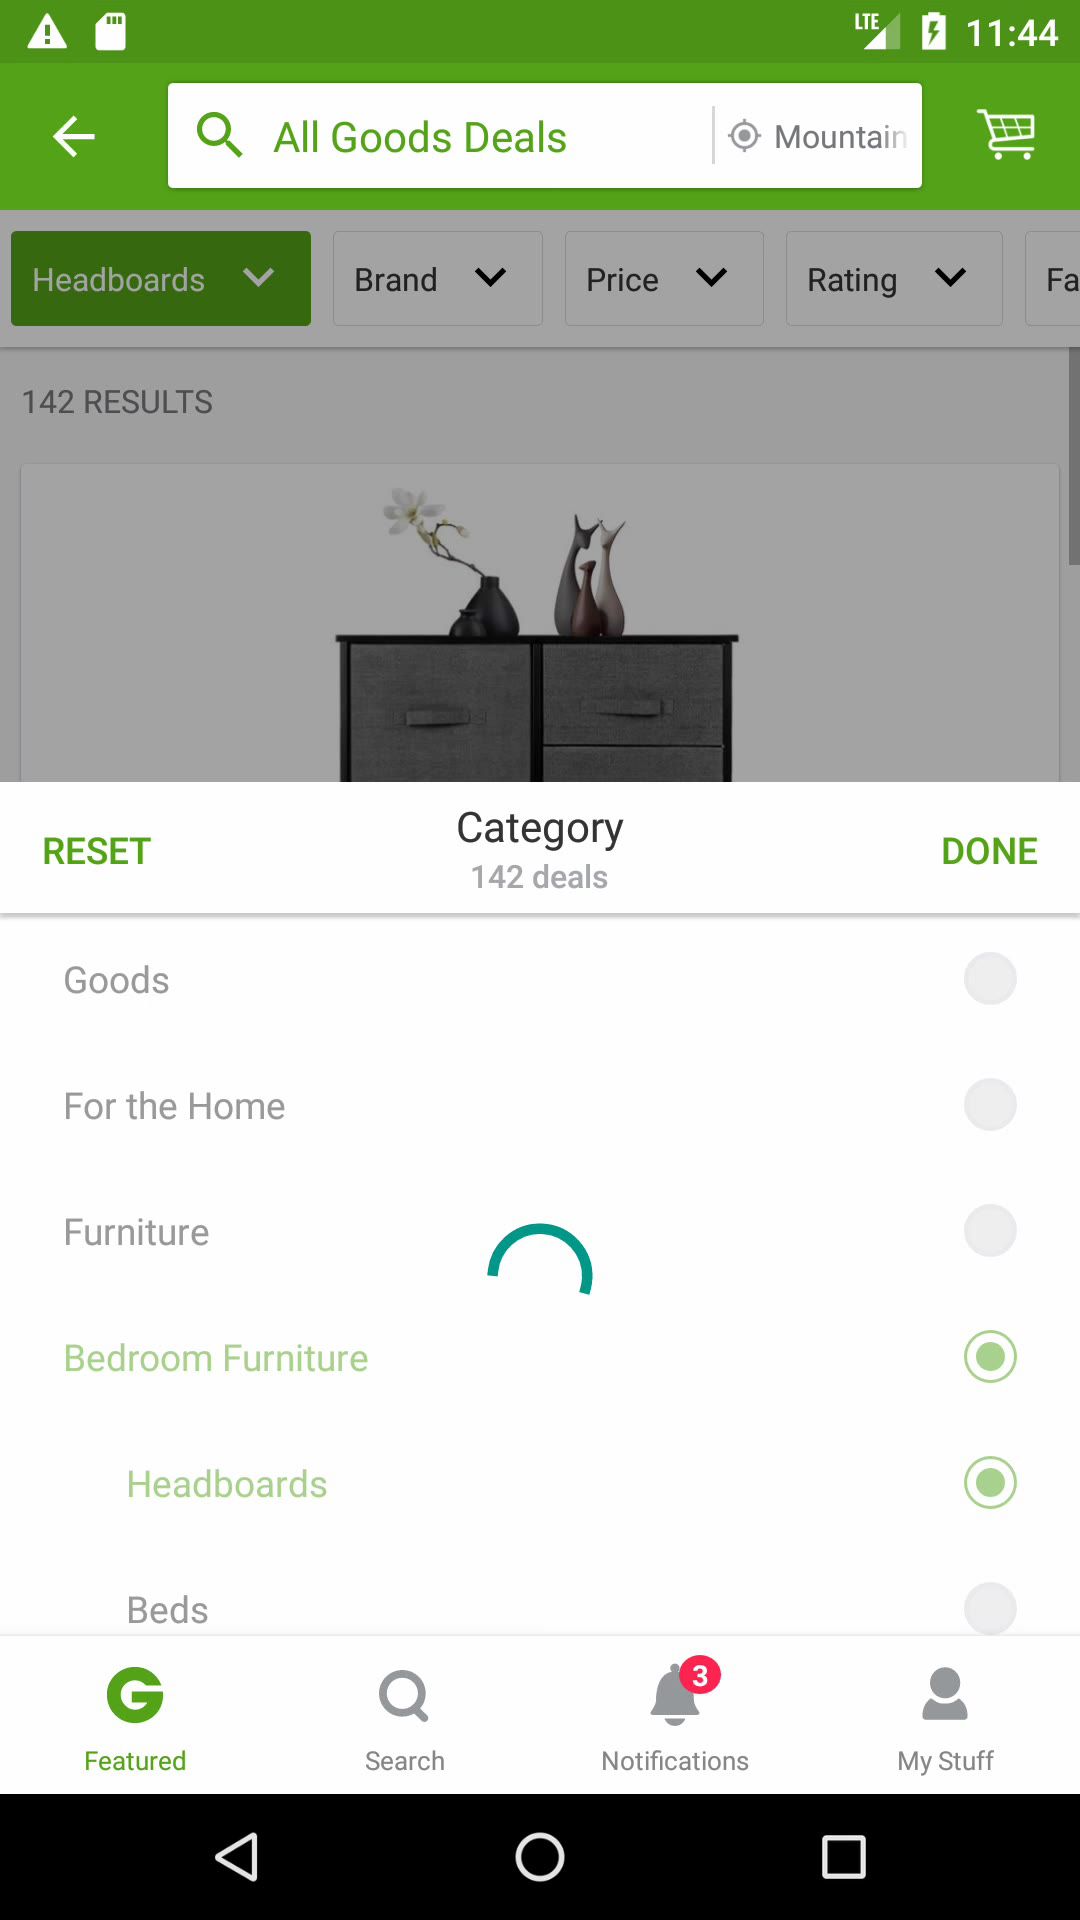 LTE 11:44
All Goods Deals Mountain
Headboards Brand Price Rating Fa
142 RESULTS
RESET Category DONE
142 deals
Goods
For the Home
Furniture
Bedroom Furniture
Headboards
Beds
3
Featured Search Notifications My Stuff